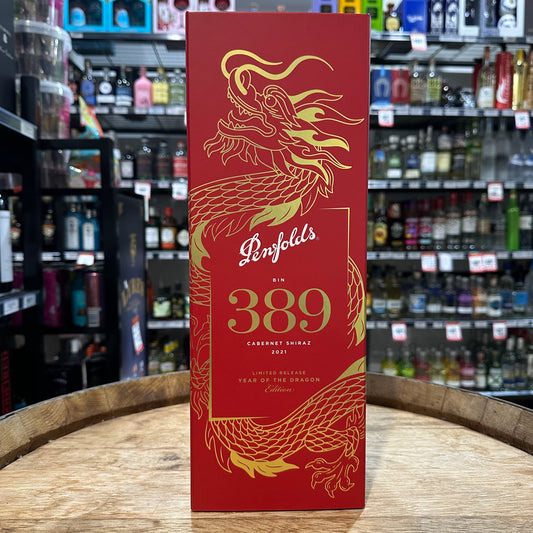 Penfolds
BIN
389
CABERNET SHIRAZ
2021
LIMITED RELEASE
YEAR OF THE DRAGON
Edition